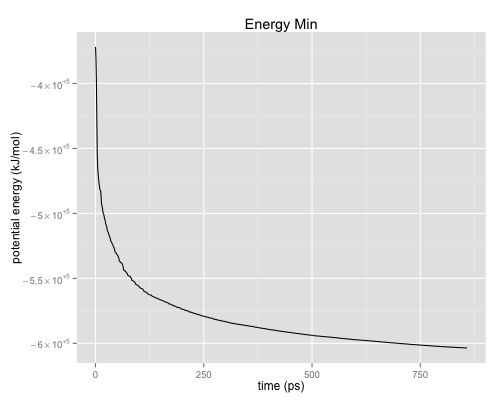 Energy Min
potential energy (kJ/mol)
−4×10⁺⁵
−4.5×10⁺⁵
−5×10⁺⁵
−5.5×10⁺⁵
−6×10⁺⁵
0 250 500 750
time (ps)